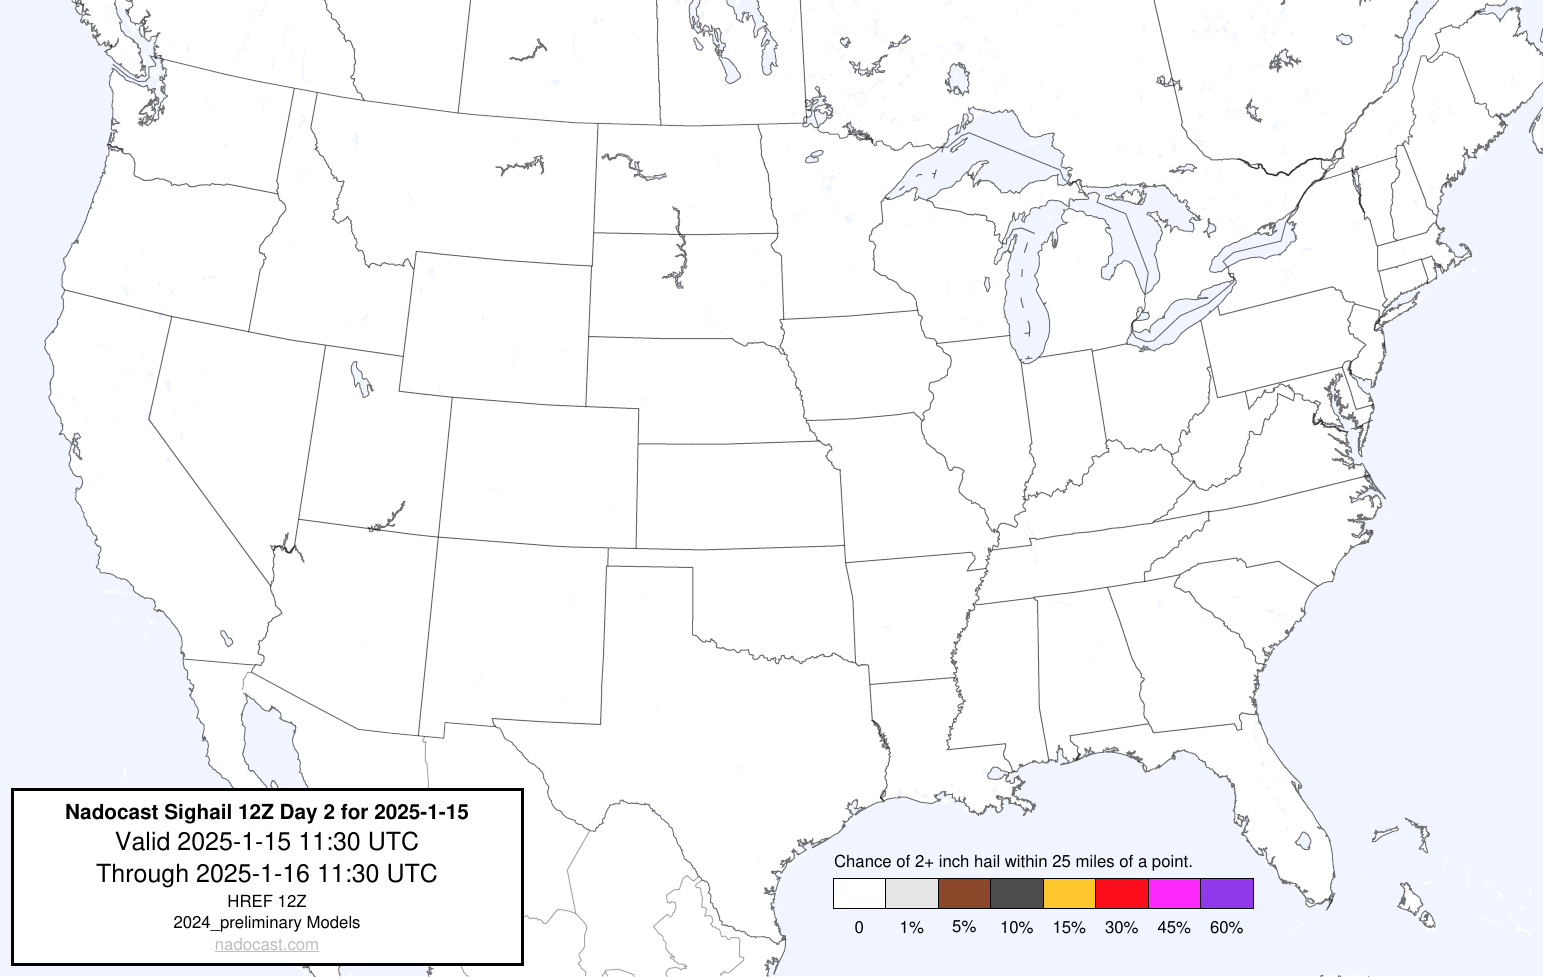 Nadocast Sighail 12Z Day 2 for 2025-1-15
Valid 2025-1-15 11:30 UTC
Through 2025-1-16 11:30 UTC
HREF 12Z
2024_preliminary Models
nadocast.com
Chance of 2+ inch hail within 25 miles of a point.
0 1% 5% 10% 15% 30% 45% 60%